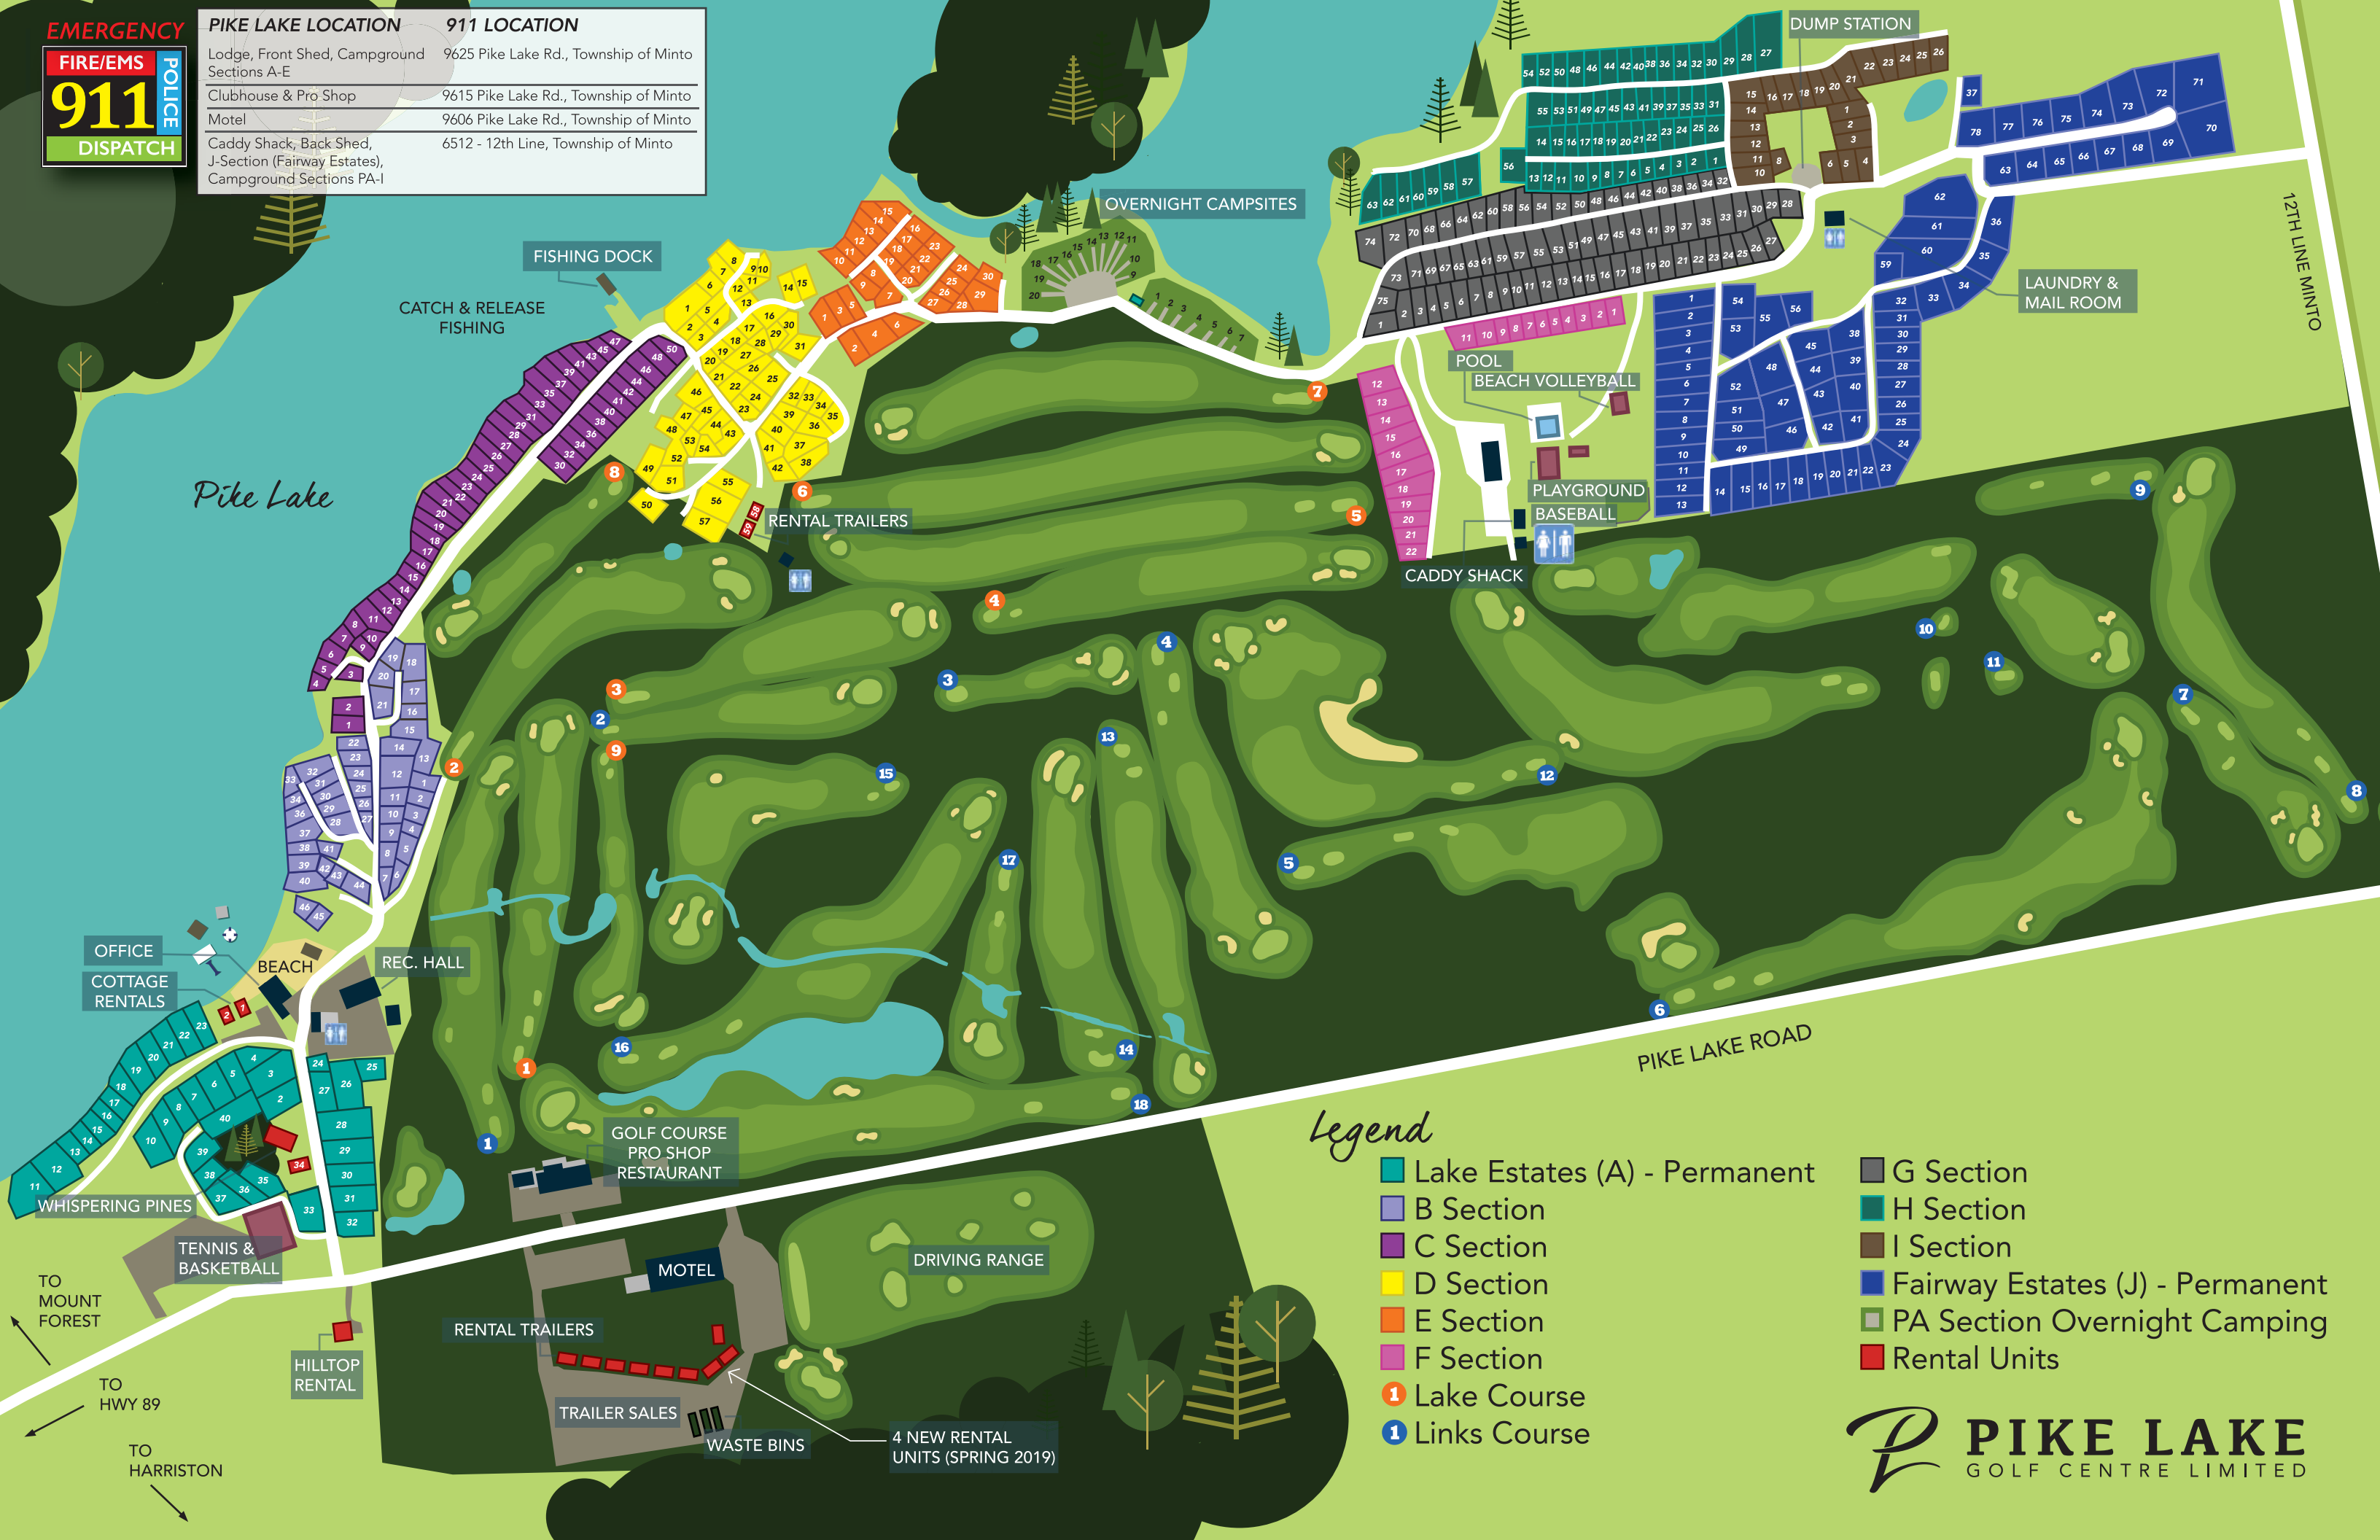 EMERGENCY
FIRE/EMS
POLICE
911
DISPATCH
PIKE LAKE LOCATION 911 LOCATION
Lodge, Front Shed, Campground 9625 Pike Lake Rd., Township of Minto
Sections A-E
Clubhouse & Pro Shop 9615 Pike Lake Rd., Township of Minto
Motel 9606 Pike Lake Rd., Township of Minto
Caddy Shack, Back Shed, 6512 - 12th Line, Township of Minto
J-Section (Fairway Estates),
Campground Sections PA-I
DUMP STATION
OVERNIGHT CAMPSITES
FISHING DOCK
CATCH & RELEASE
FISHING
LAUNDRY &
MAIL ROOM
12TH LINE MINTO
POOL
BEACH VOLLEYBALL
Pike Lake
PLAYGROUND
BASEBALL
RENTAL TRAILERS
CADDY SHACK
OFFICE
BEACH
REC. HALL
COTTAGE
RENTALS
PIKE LAKE ROAD
WHISPERING PINES
GOLF COURSE
PRO SHOP
RESTAURANT
TENNIS &
BASKETBALL
MOTEL
DRIVING RANGE
TO
MOUNT
FOREST
RENTAL TRAILERS
HILLTOP
RENTAL
TO
HWY 89
TRAILER SALES
WASTE BINS
4 NEW RENTAL
UNITS (SPRING 2019)
TO
HARRISTON
Legend
Lake Estates (A) - Permanent
B Section
C Section
D Section
E Section
F Section
1 Lake Course
1 Links Course
G Section
H Section
I Section
Fairway Estates (J) - Permanent
PA Section Overnight Camping
Rental Units
PIKE LAKE
GOLF CENTRE LIMITED